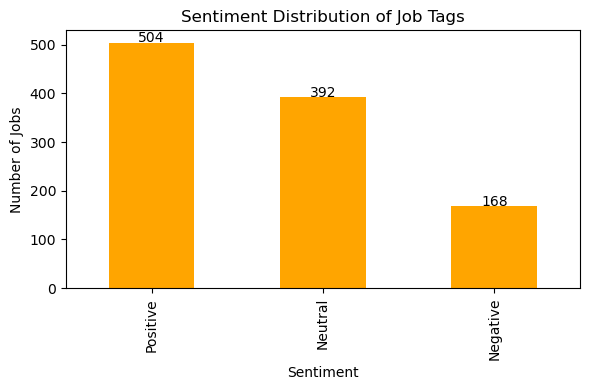 Sentiment Distribution of Job Tags
Number of Jobs
500
400
300
200
100
0
504
392
168
Positive
Neutral
Negative
Sentiment